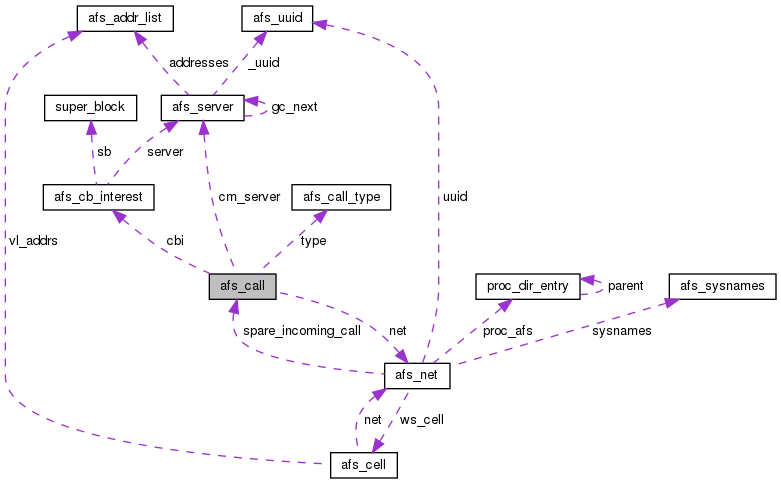 afs_addr_list
afs_uuid
addresses
_uuid
super_block
afs_server
gc_next
sb
server
afs_cb_interest
cm_server
afs_call_type
uuid
vl_addrs
cbi
type
afs_call
proc_dir_entry
parent
afs_sysnames
spare_incoming_call
net
proc_afs
sysnames
afs_net
net
ws_cell
afs_cell